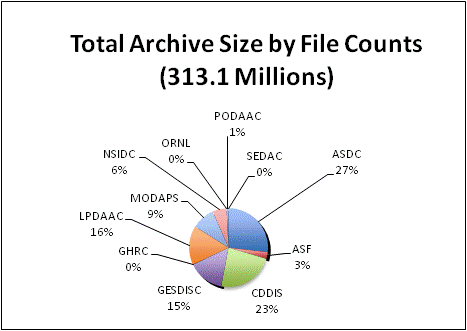 Total Archive Size by File Counts
(313.1 Millions)
PODAAC
1%
ORNL
0%
SEDAC
0%
NSIDC
6%
ASDC
27%
MODAPS
9%
LPDAAC
16%
GHRC
0%
ASF
3%
GESDISC
15%
CDDIS
23%